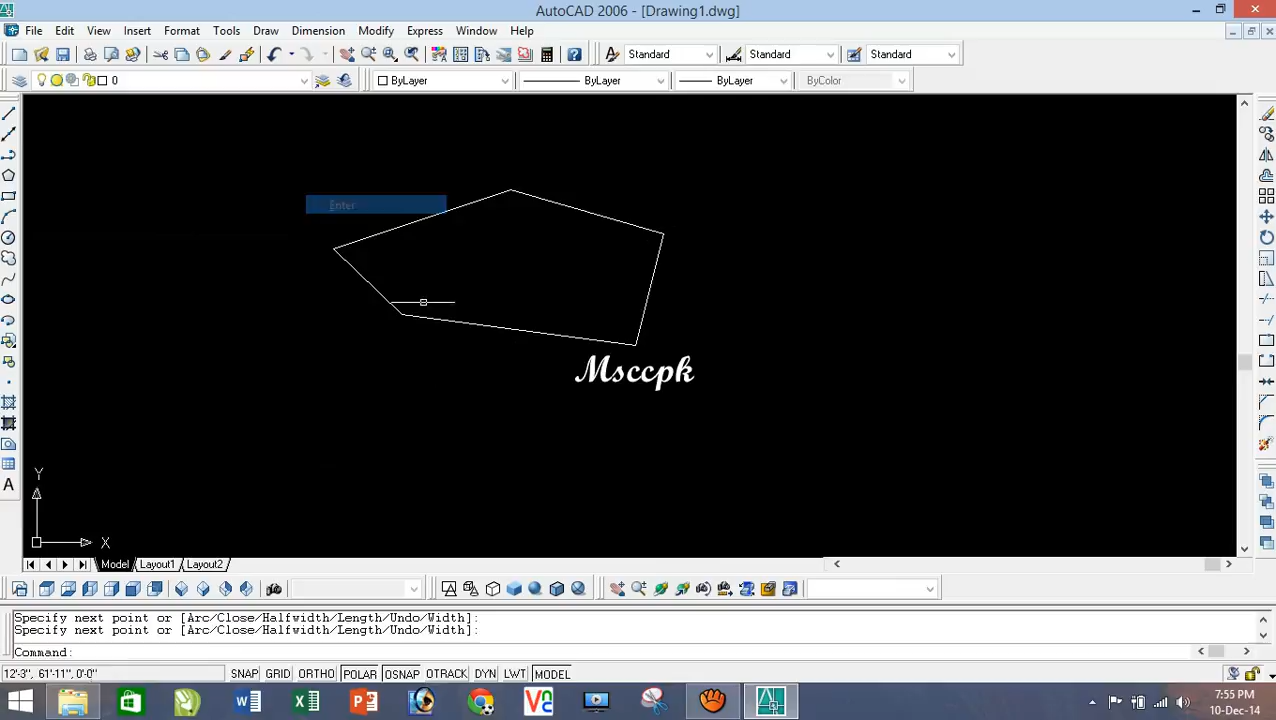 AutoCAD 2006 - [Drawing1.dwg]
File Edit View Insert Format Tools Draw Dimension Modify Express Window Help
Standard Standard Standard
0 ByLayer ByLayer ByLayer ByColor
Enter
Msccpk
Y
X
A
Model Layout1 Layout2
Specify next point or [Arc/Close/Halfwidth/Length/Undo/Width]:
Specify next point or [Arc/Close/Halfwidth/Length/Undo/Width]:
Command:
12'-3", 61'-11", 0'-0" SNAP GRID ORTHO POLAR OSNAP OTRACK DYN LWT MODEL
7:55 PM
10-Dec-14